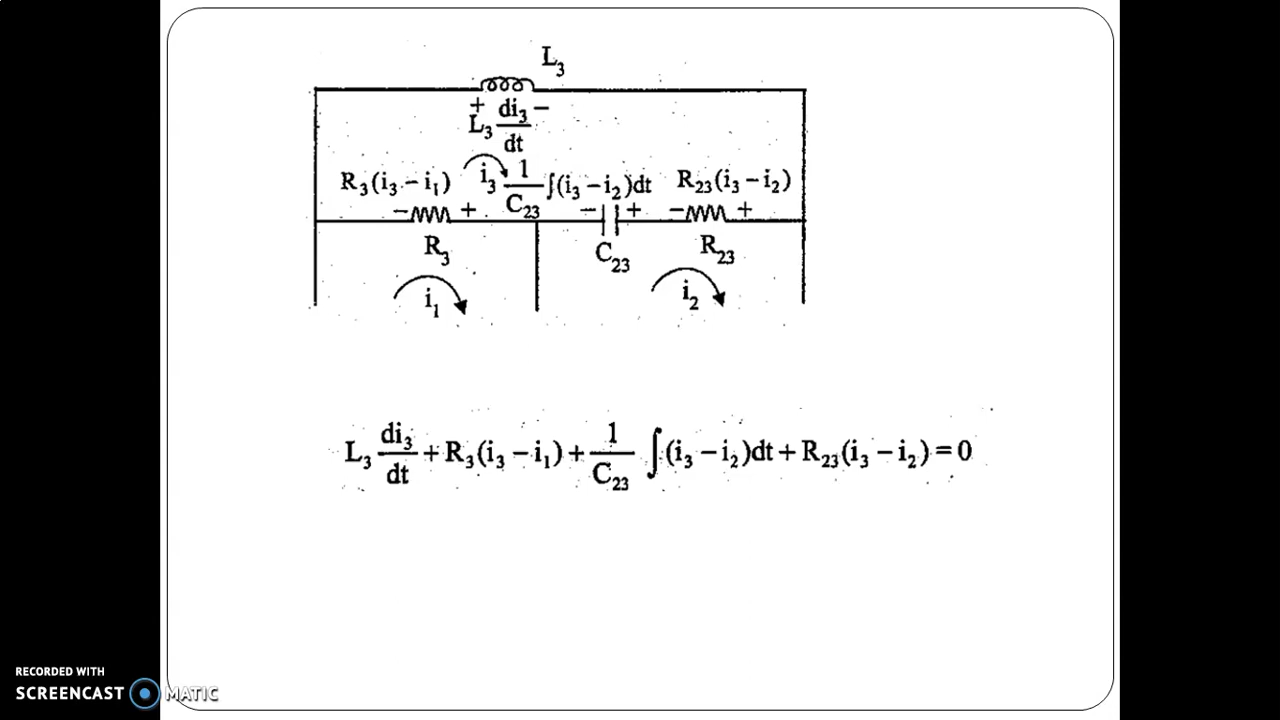 L₃
+ −
L₃ di₃/dt
R₃(i₃ − i₁) i₃ 1/C₂₃ ∫(i₃ − i₂)dt R₂₃(i₃ − i₂)
− + − + − +
R₃ C₂₃ R₂₃
i₁ i₂
L₃ di₃/dt + R₃(i₃ − i₁) + 1/C₂₃ ∫(i₃ − i₂)dt + R₂₃(i₃ − i₂) = 0
RECORDED WITH
SCREENCAST MATIC